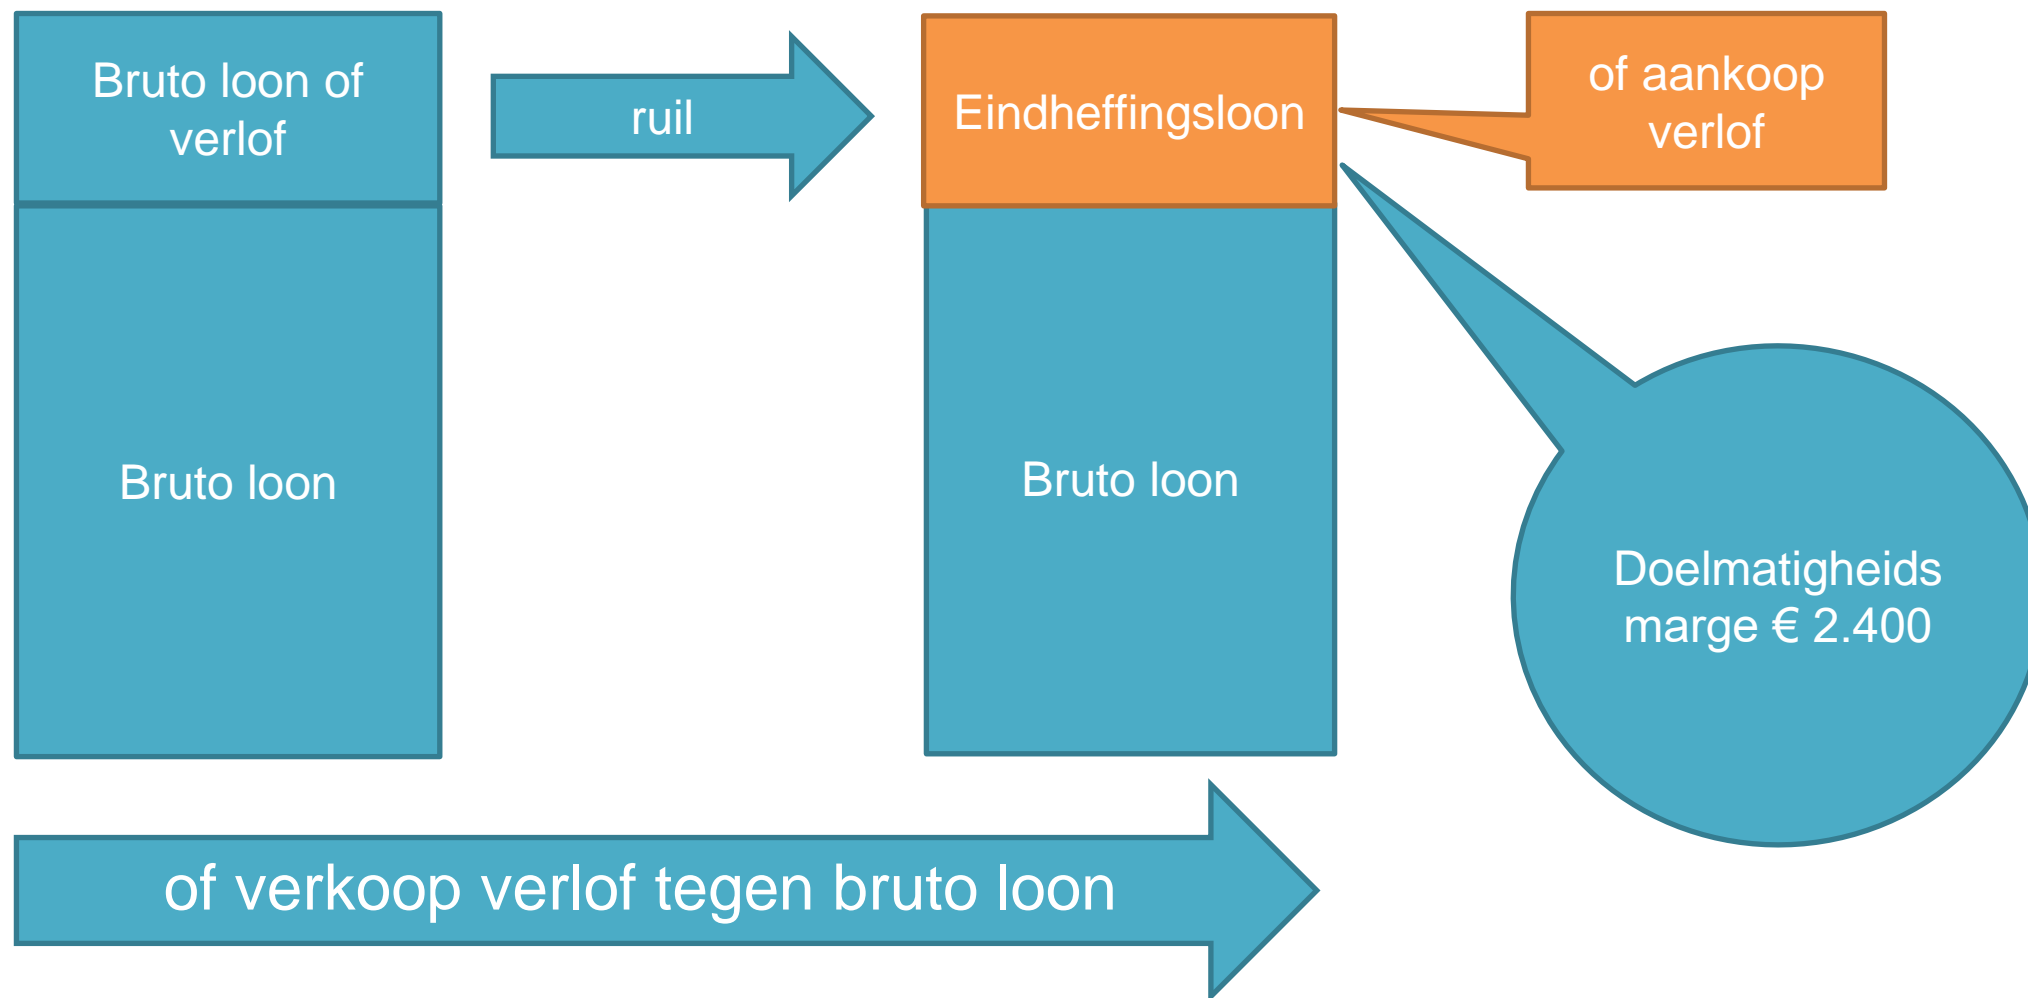 Bruto loon of
verlof
ruil
Eindheffingsloon
of aankoop
verlof
Bruto loon
Bruto loon
Doelmatigheids
marge € 2.400
of verkoop verlof tegen bruto loon